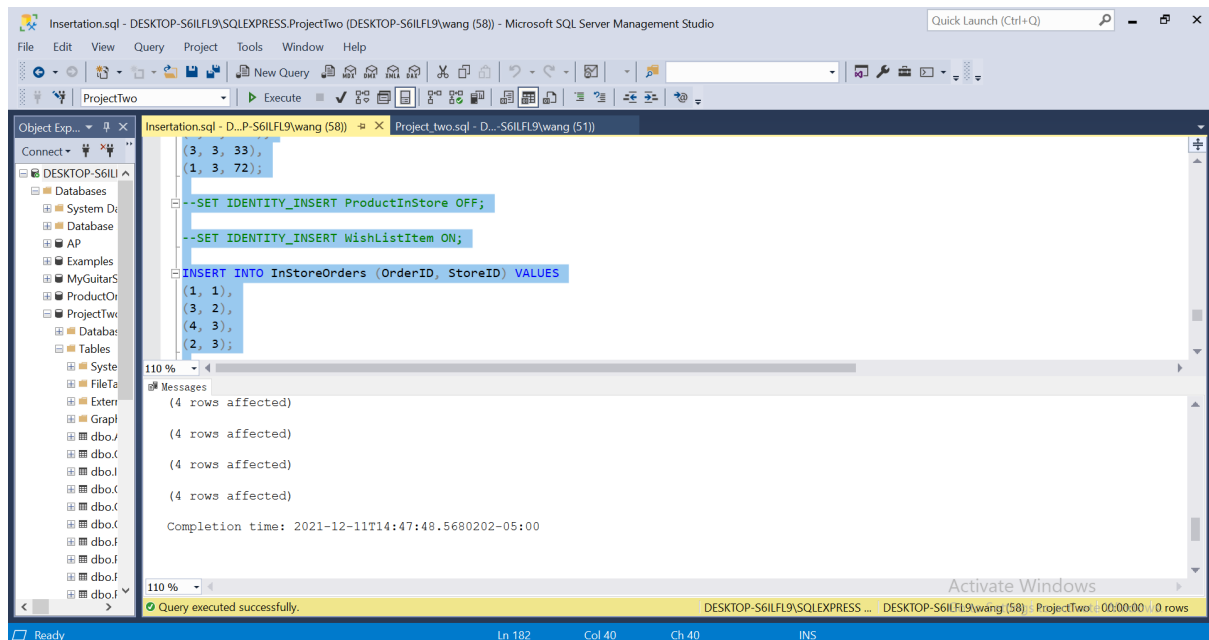 Insertation.sql - DESKTOP-S6ILFL9\SQLEXPRESS.ProjectTwo (DESKTOP-S6ILFL9\wang (58)) - Microsoft SQL Server Management Studio
Quick Launch (Ctrl+Q)
File Edit View Query Project Tools Window Help
New Query
ProjectTwo
Execute
Object Exp...
Insertation.sql - D...P-S6ILFL9\wang (58))
Project_two.sql - D...-S6ILFL9\wang (51))
Connect
DESKTOP-S6ILI
Databases
System Da
Database
AP
Examples
MyGuitarS
ProductOr
ProjectTwo
Databas
Tables
Syste
FileTa
Extern
Graph
dbo.
dbo.
dbo.
dbo.
dbo.
dbo.
dbo.
dbo.
dbo.
dbo.
(3, 3, 33),
(1, 3, 72);
--SET IDENTITY_INSERT ProductInStore OFF;
--SET IDENTITY_INSERT WishListItem ON;
INSERT INTO InStoreOrders (OrderID, StoreID) VALUES
(1, 1),
(3, 2),
(4, 3),
(2, 3);
110 %
Messages
(4 rows affected)
(4 rows affected)
(4 rows affected)
(4 rows affected)
Completion time: 2021-12-11T14:47:48.5680202-05:00
110 %
Activate Windows
Query executed successfully.
DESKTOP-S6ILFL9\SQLEXPRESS ... DESKTOP-S6ILFL9\wang (58) ProjectTwo 00:00:00 0 rows
Ready Ln 182 Col 40 Ch 40 INS